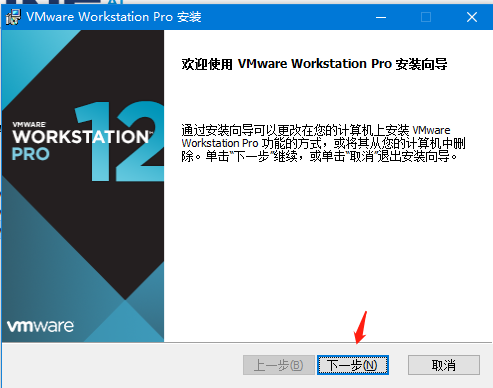 VMware Workstation Pro 安装
欢迎使用 VMware Workstation Pro 安装向导
VMWARE
WORKSTATION™
PRO
12
通过安装向导可以更改在您的计算机上安装 VMware
Workstation Pro 功能的方式，或将其从您的计算机中删
除。单击“下一步”继续，或单击“取消”退出安装向导。
vmware
上一步(B)
下一步(N)
取消